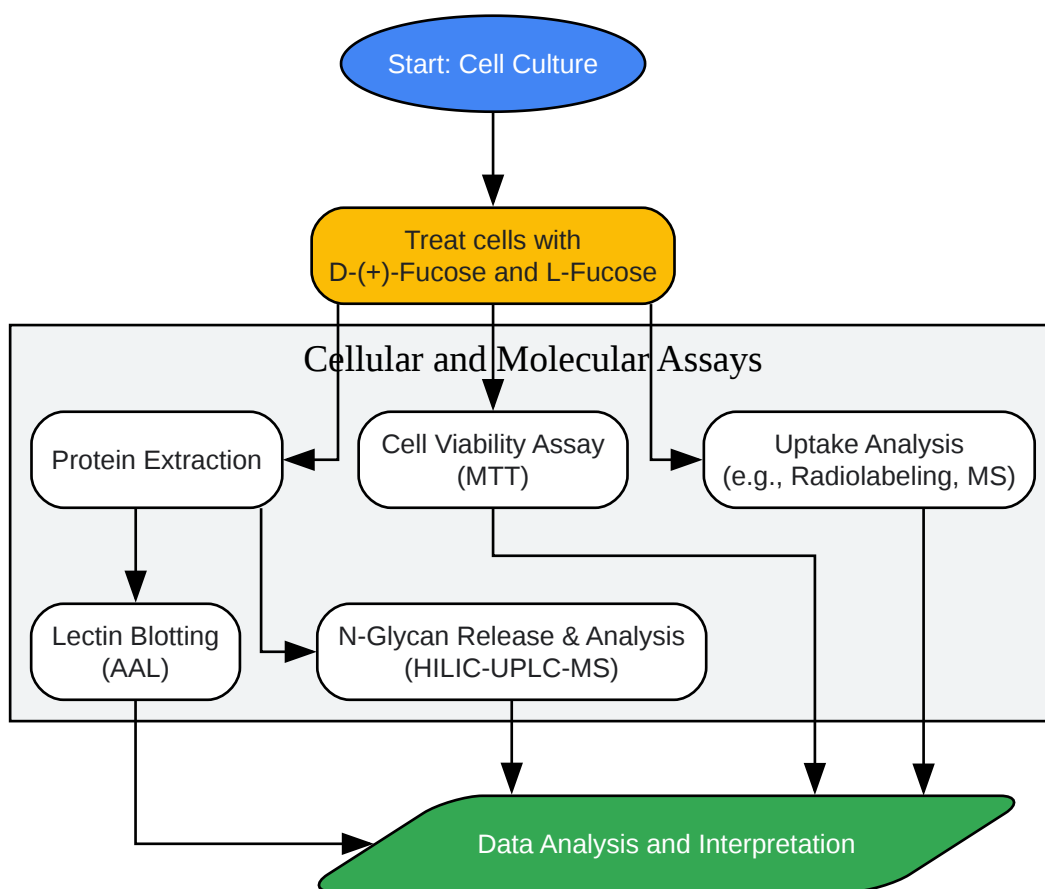 Start: Cell Culture
Treat cells with
D-(+)-Fucose and L-Fucose
Cellular and Molecular Assays
Protein Extraction
Cell Viability Assay
(MTT)
Uptake Analysis
(e.g., Radiolabeling, MS)
Lectin Blotting
(AAL)
N-Glycan Release & Analysis
(HILIC-UPLC-MS)
Data Analysis and Interpretation